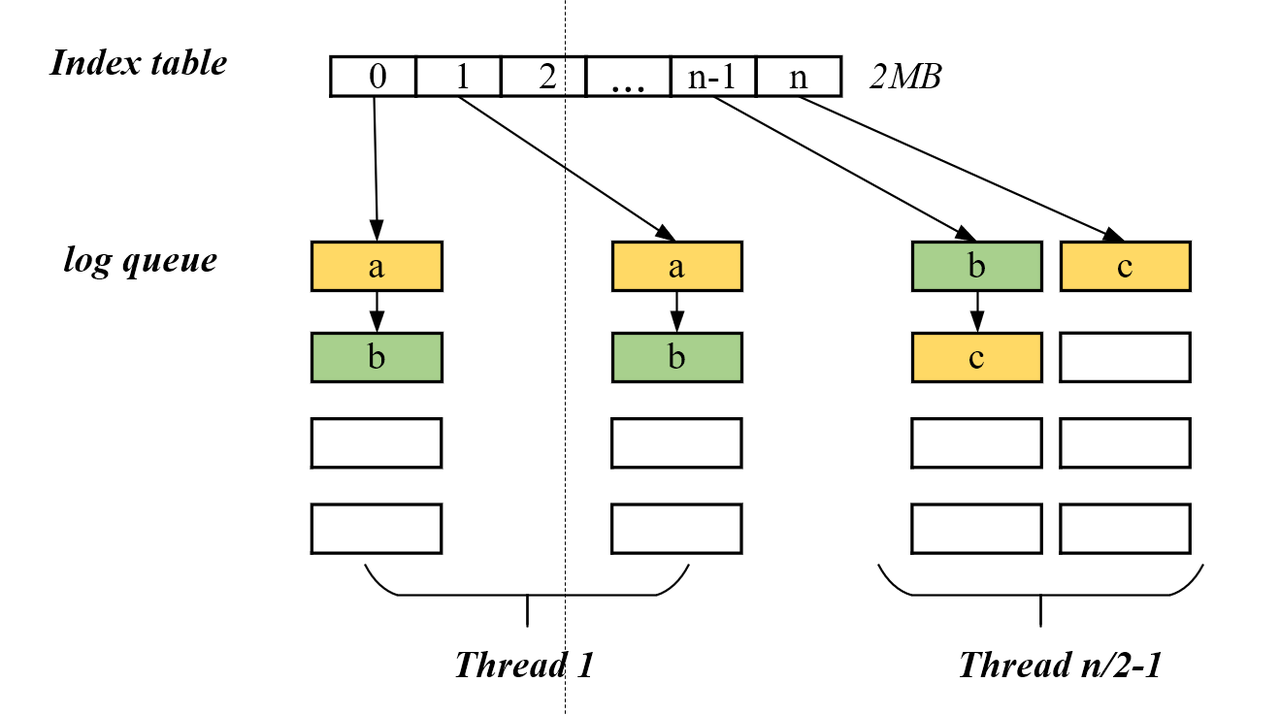 Index table
0 1 2 ... n-1 n 2MB
log queue
a a b c
b b c
Thread 1 Thread n/2-1